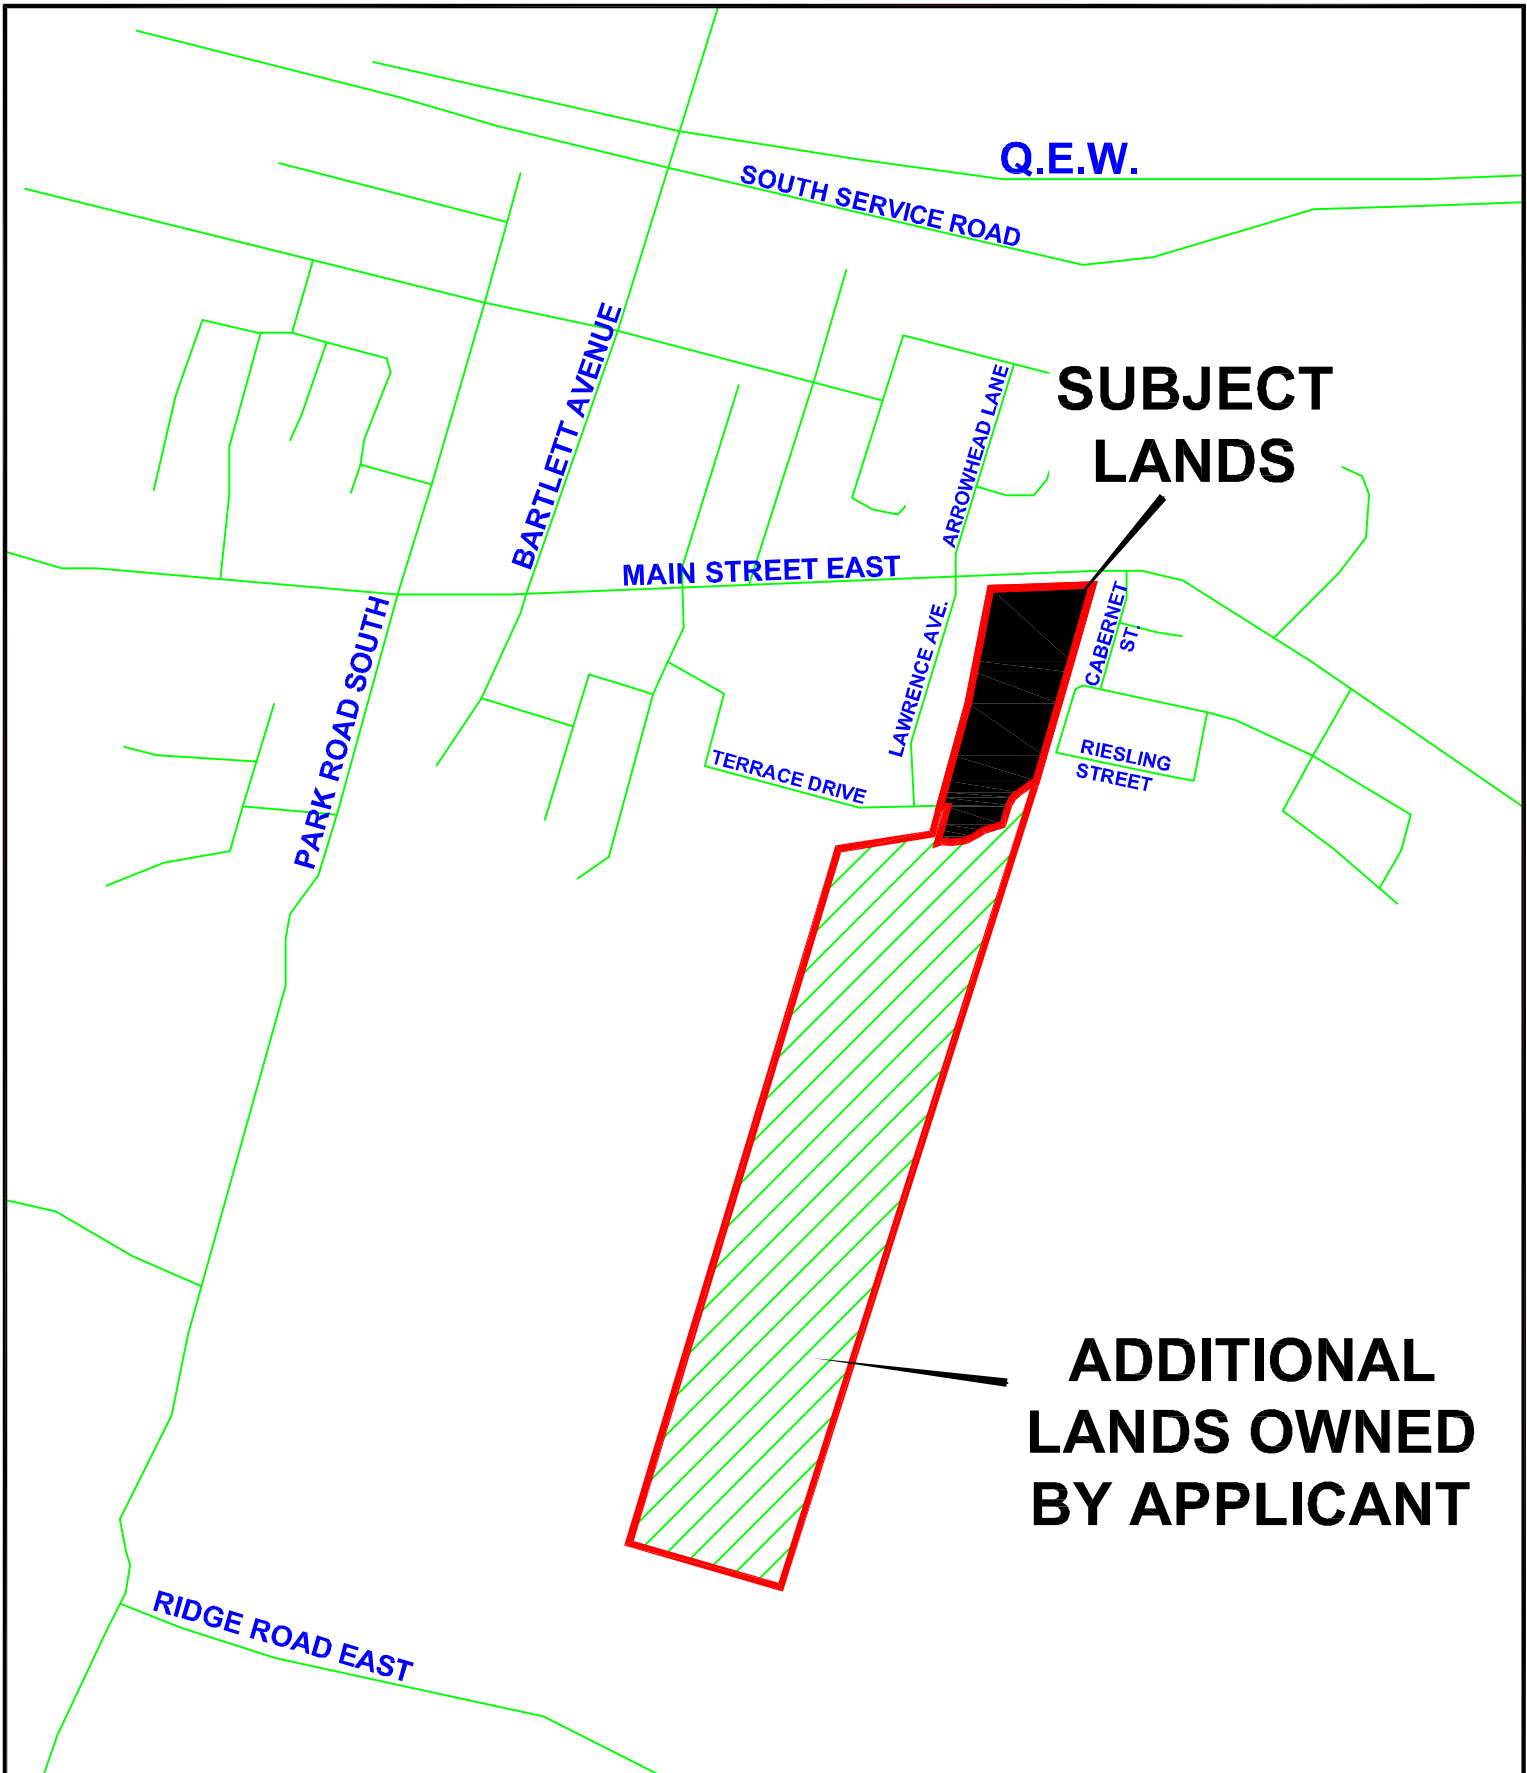 Q.E.W.
SOUTH SERVICE ROAD
BARTLETT AVENUE
ARROWHEAD LANE
SUBJECT
LANDS
MAIN STREET EAST
PARK ROAD SOUTH
LAWRENCE AVE.
CABERNET
ST.
TERRACE DRIVE
RIESLING
STREET
ADDITIONAL
LANDS OWNED
BY APPLICANT
RIDGE ROAD EAST